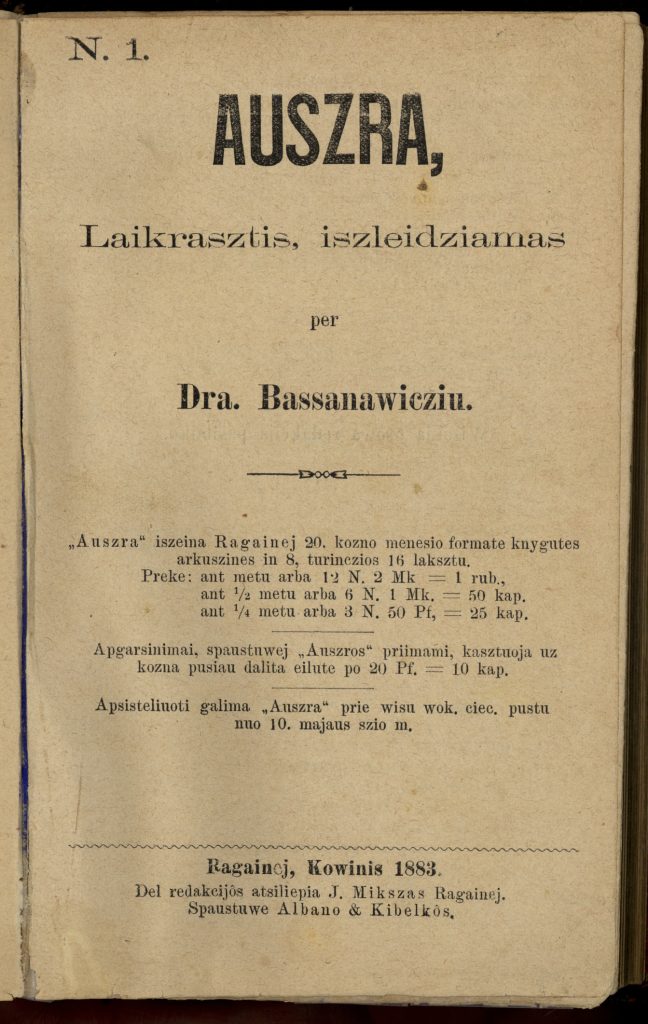 N. 1.
AUSZRA,
Laikrasztis, iszleidziamas
per
Dra. Bassanawicziu.
„Auszra“ iszeina Ragainej 20. kozno menesio formate knygutes
arkuszines in 8, turinczios 16 laksztu.
Preke: ant metu arba 12 N. 2 Mk = 1 rub.,
ant ½ metu arba 6 N. 1 Mk. = 50 kap.
ant ¼ metu arba 3 N. 50 Pf, = 25 kap.
Apgarsinimai, spaustuwej „Auszros“ priimami, kasztuoja uz
kozna pusiau dalita eilute po 20 Pf. = 10 kap.
Apsisteliuoti galima „Auszra“ prie wisu wok. ciec. pustu
nuo 10. majaus szio m.
Ragainej, Kowinis 1883.
Del redakcijôs atsiliepia J. Mikszas Ragainej.
Spaustuwe Albano & Kibelkôs.